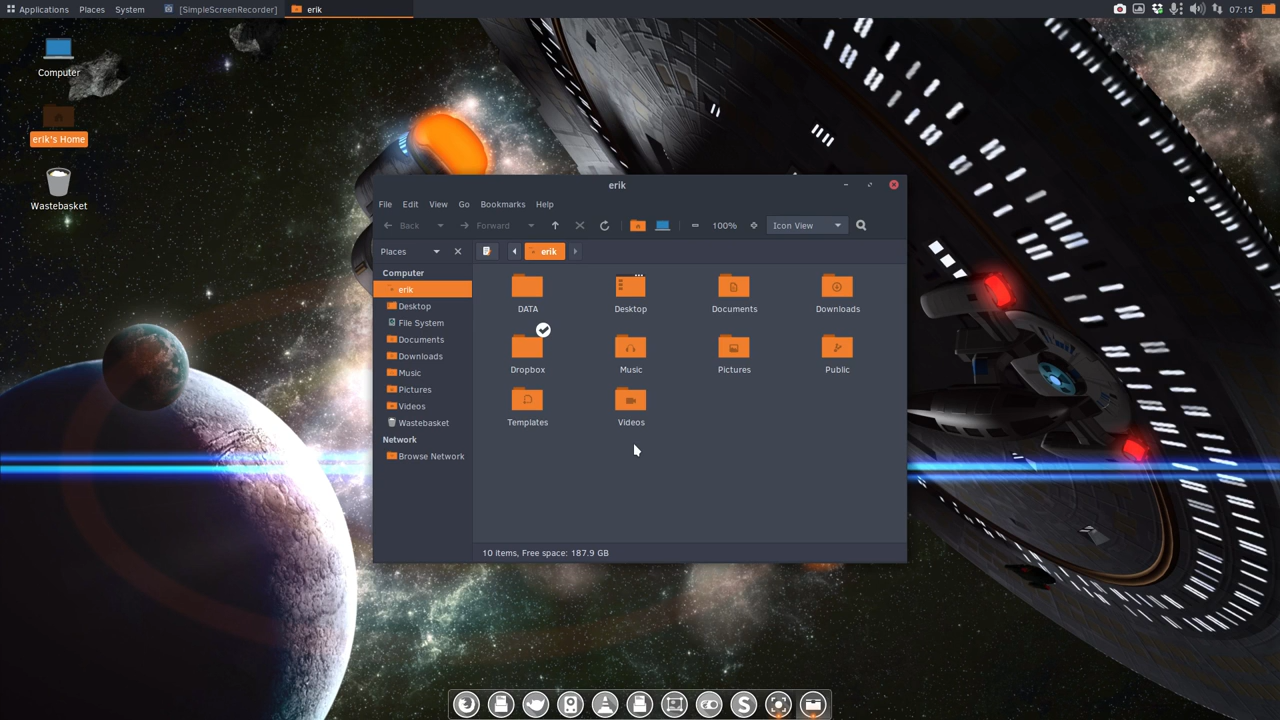 Applications Places System [SimpleScreenRecorder] erik 07:15
Computer
erik's Home
Wastebasket
erik
File Edit View Go Bookmarks Help
Back Forward 100% Icon View
Places erik
Computer
erik
Desktop
File System
Documents
Downloads
Music
Pictures
Videos
Wastebasket
Network
Browse Network
DATA Desktop Documents Downloads
Dropbox Music Pictures Public
Templates Videos
10 items, Free space: 187.9 GB
S